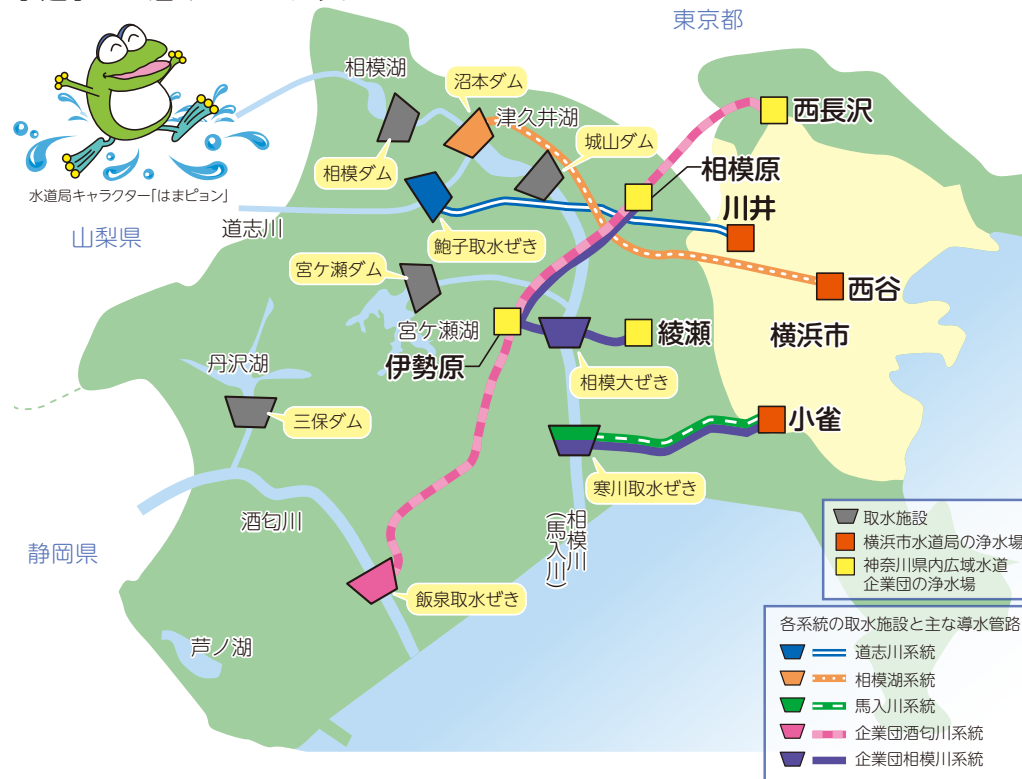 東京都
相模湖
沼本ダム
津久井湖
西長沢
城山ダム
相模ダム
相模原
水道局キャラクター「はまピョン」
川井
道志川
山梨県
鮑子取水ぜき
宮ケ瀬ダム
西谷
宮ケ瀬湖
綾瀬
横浜市
丹沢湖
伊勢原
相模大ぜき
三保ダム
小雀
寒川取水ぜき
酒匂川
相模川
(馬入川)
静岡県
飯泉取水ぜき
芦ノ湖
取水施設
横浜市水道局の浄水場
神奈川県内広域水道
企業団の浄水場
各系統の取水施設と主な導水管路
道志川系統
相模湖系統
馬入川系統
企業団酒匂川系統
企業団相模川系統